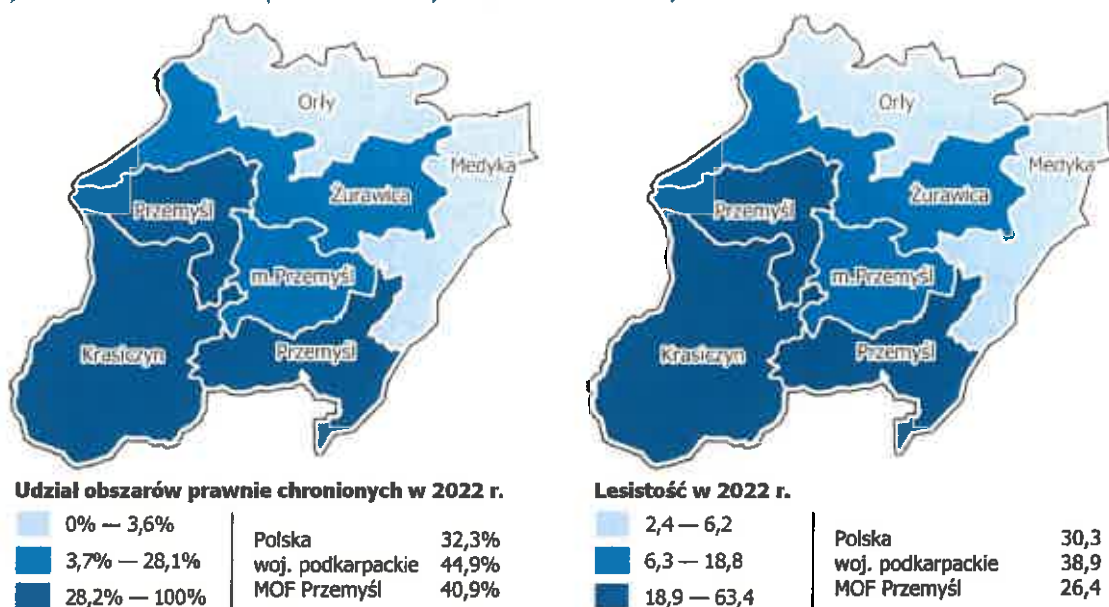 Orły
Medyka
Żurawica
Przemyśl
m.Przemyśl
Krasiczyn
Przemyśl
Udział obszarów prawnie chronionych w 2022 r.
0% — 3,6%
3,7% — 28,1%
28,2% — 100%
Polska 32,3%
woj. podkarpackie 44,9%
MOF Przemyśl 40,9%
Orły
Medyka
Żurawica
Przemyśl
m.Przemyśl
Krasiczyn
Przemyśl
Lesistość w 2022 r.
2,4 — 6,2
6,3 — 18,8
18,9 — 63,4
Polska 30,3
woj. podkarpackie 38,9
MOF Przemyśl 26,4